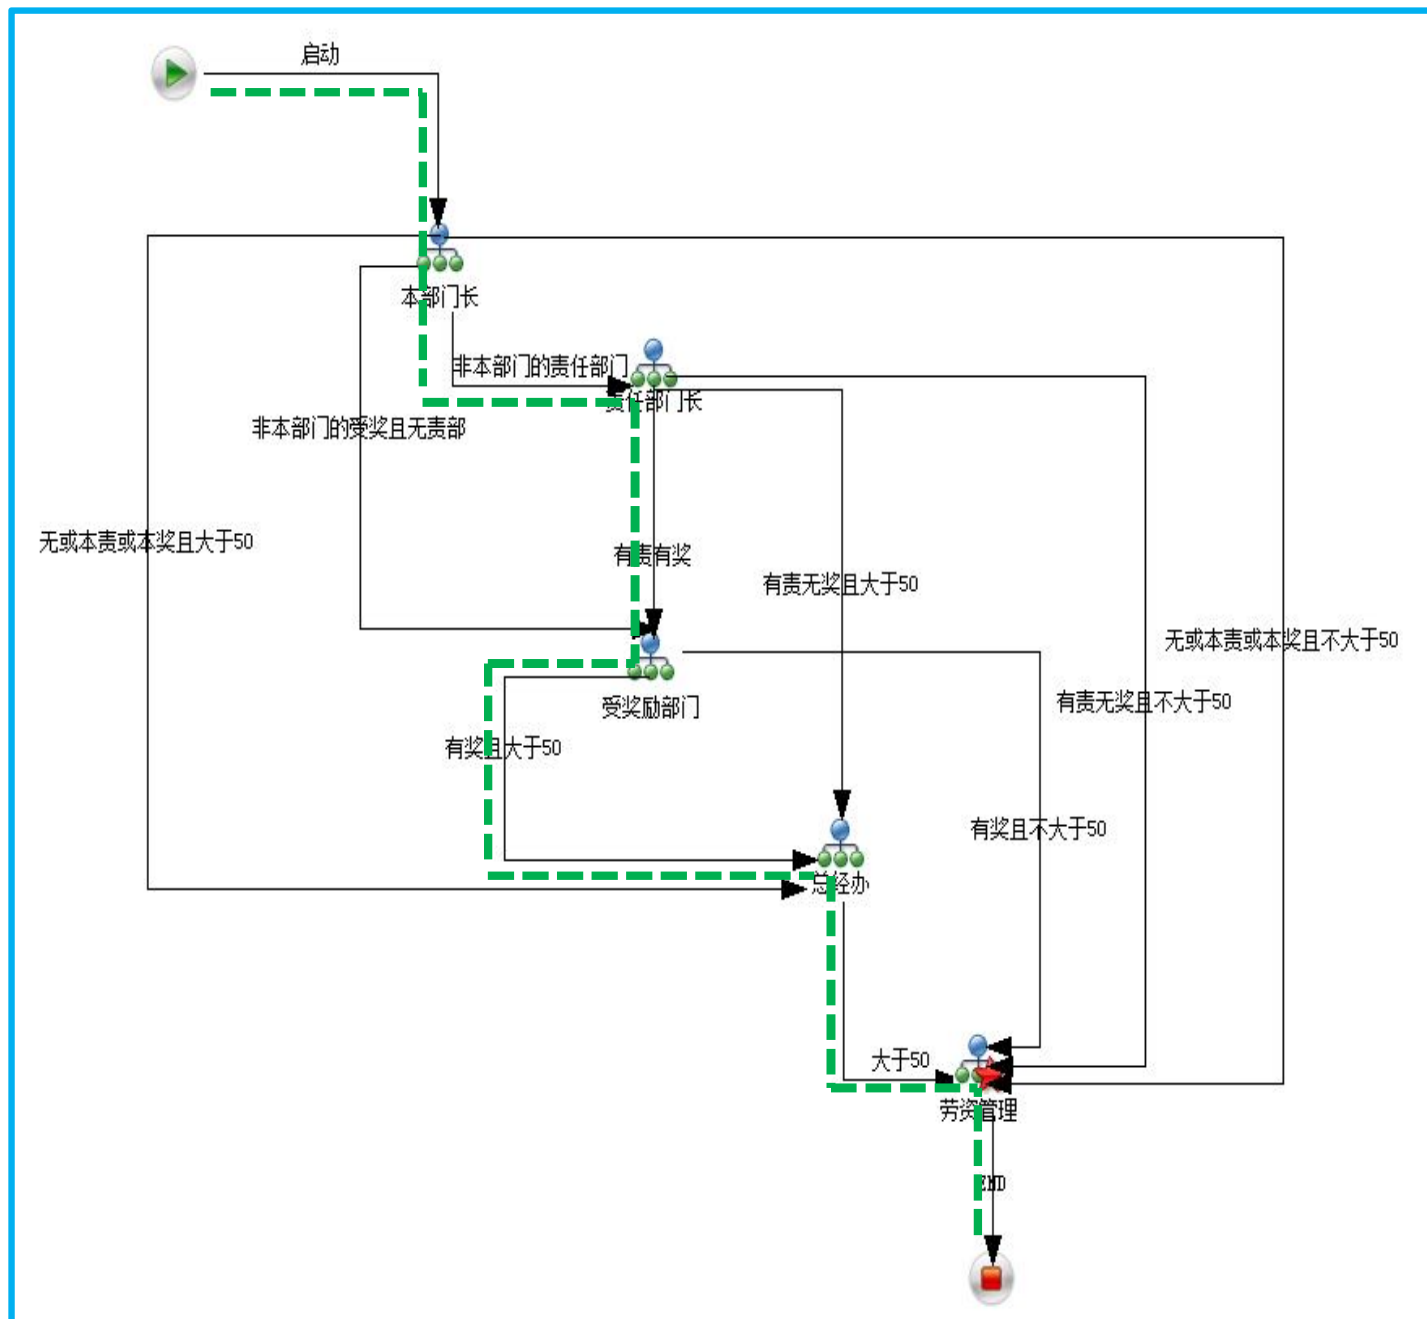 启动
本部门长
非本部门的责任部门
责任部门长
非本部门的受奖且无责部
无或本责或本奖且大于50
有责有奖
有责无奖且大于50
无或本责或本奖且不大于50
有责无奖且不大于50
受奖励部门
有奖且大于50
有奖且不大于50
总经办
大于50
劳资管理
END